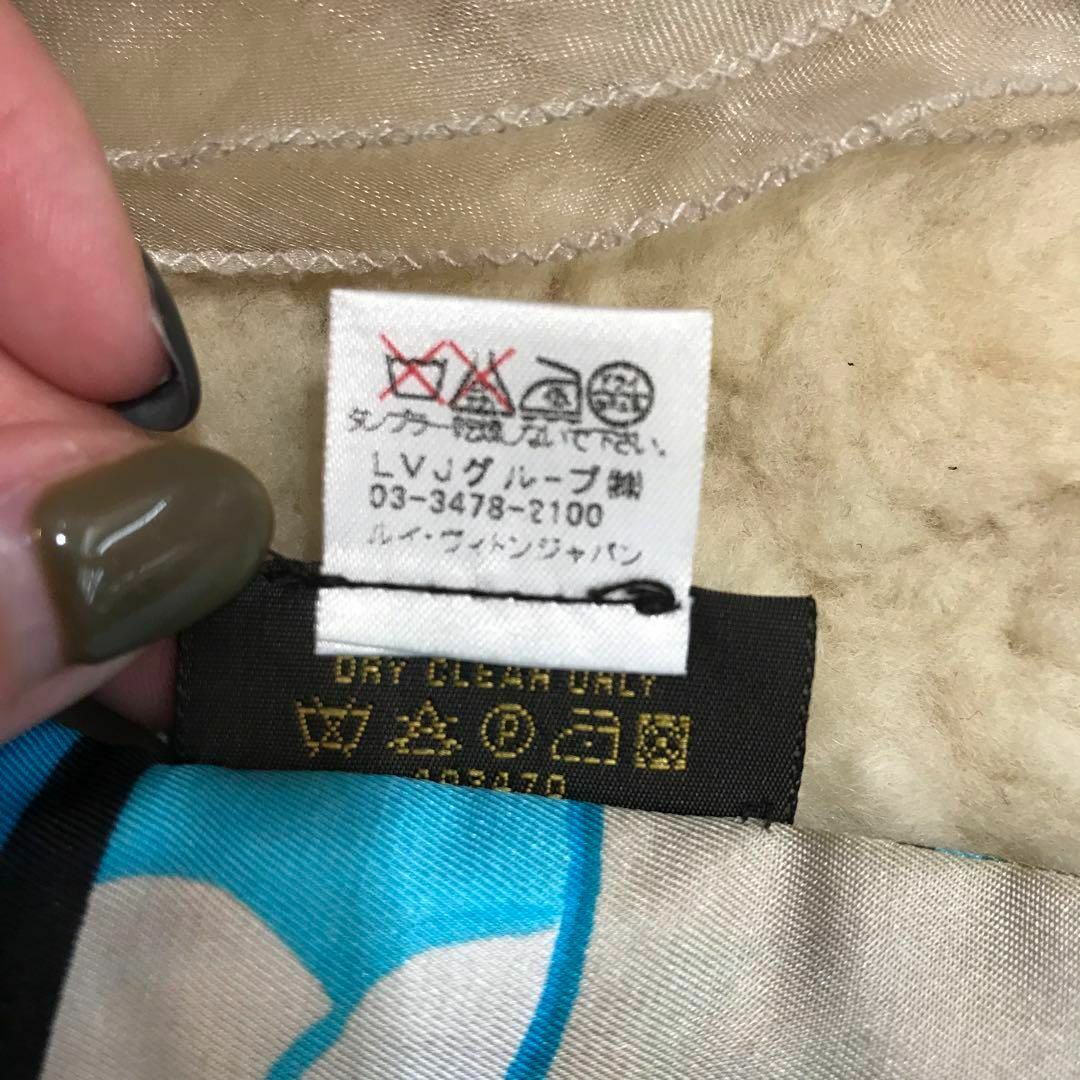 タンブラー乾燥しないで下さい。
LVJグループ㈱
03-3478-2100
ルイ・ヴィトンジャパン
DRY CLEAN ONLY
P